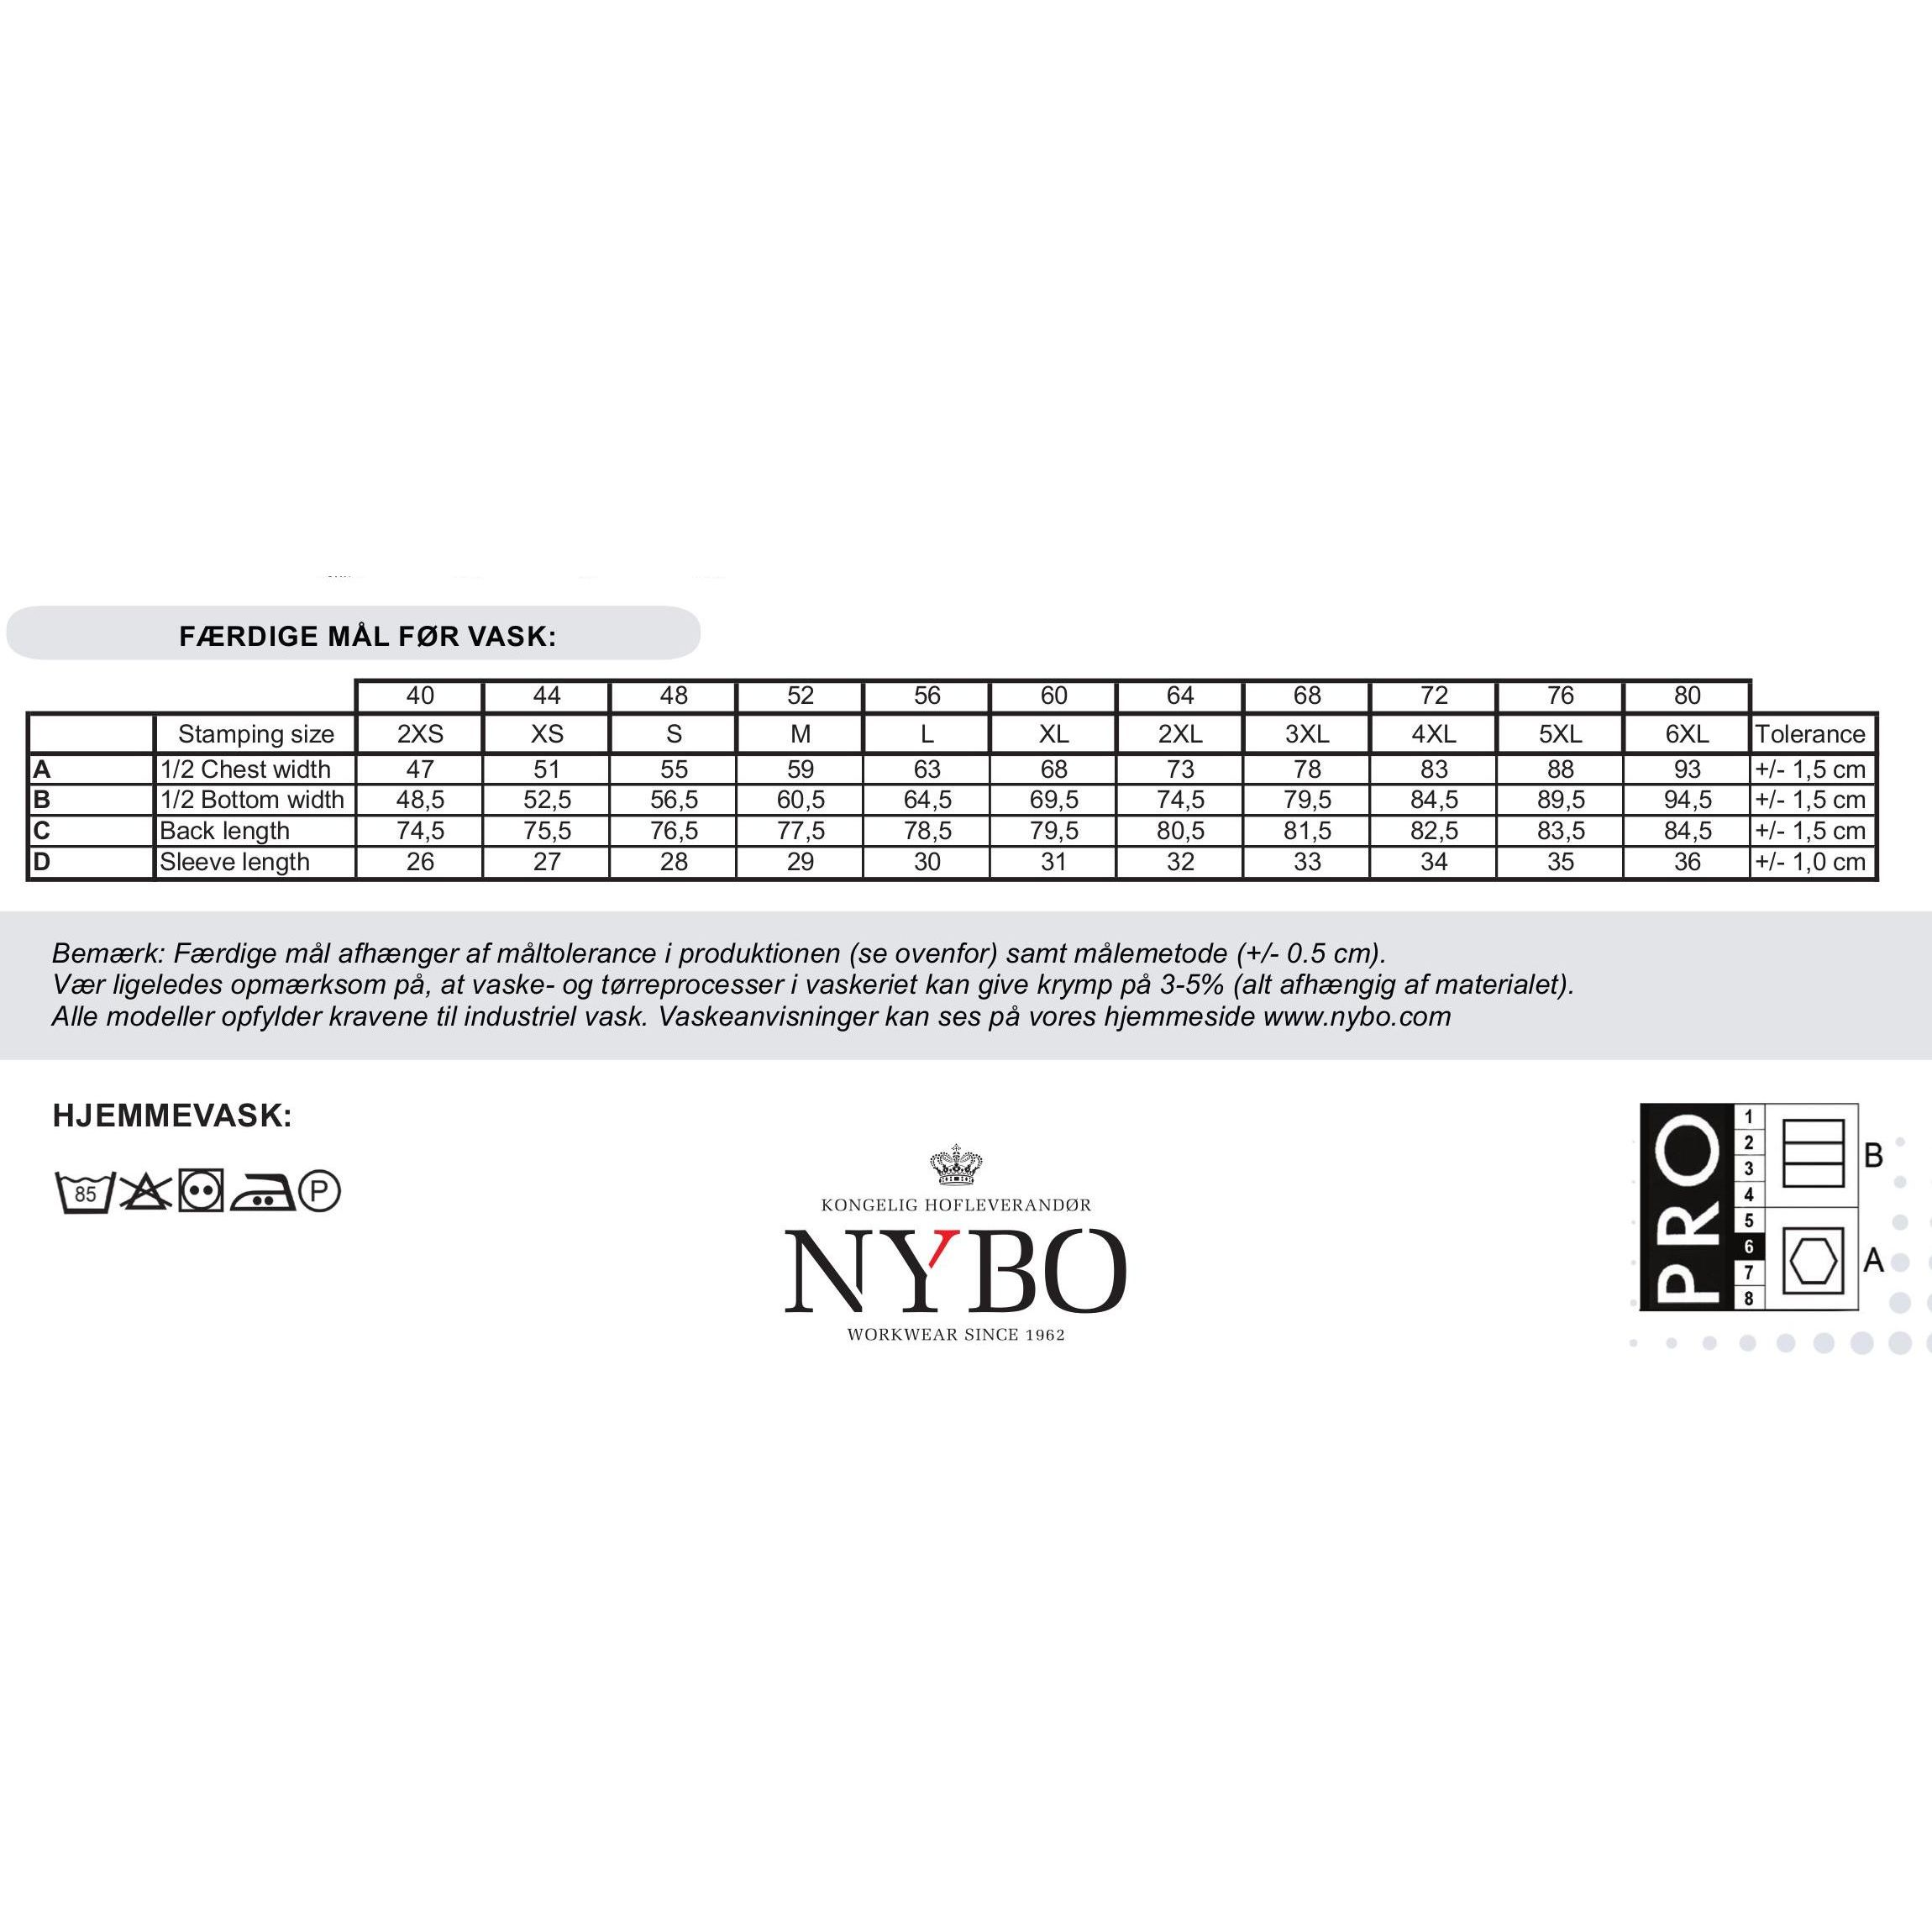 FÆRDIGE MÅL FØR VASK:
40 44 48 52 56 60 64 68 72 76 80
Stamping size 2XS XS S M L XL 2XL 3XL 4XL 5XL 6XL Tolerance
A 1/2 Chest width 47 51 55 59 63 68 73 78 83 88 93 +/- 1,5 cm
B 1/2 Bottom width 48,5 52,5 56,5 60,5 64,5 69,5 74,5 79,5 84,5 89,5 94,5 +/- 1,5 cm
C Back length 74,5 75,5 76,5 77,5 78,5 79,5 80,5 81,5 82,5 83,5 84,5 +/- 1,5 cm
D Sleeve length 26 27 28 29 30 31 32 33 34 35 36 +/- 1,0 cm
Bemærk: Færdige mål afhænger af måltolerance i produktionen (se ovenfor) samt målemetode (+/- 0.5 cm).
Vær ligeledes opmærksom på, at vaske- og tørreprocesser i vaskeriet kan give krymp på 3-5% (alt afhængig af materialet).
Alle modeller opfylder kravene til industriel vask. Vaskeanvisninger kan ses på vores hjemmeside www.nybo.com
HJEMMEVASK:
85 P
KONGELIG HOFLEVERANDØR
NYBO
WORKWEAR SINCE 1962
PRO
1
2
3
4
5
6
7
8
B
A